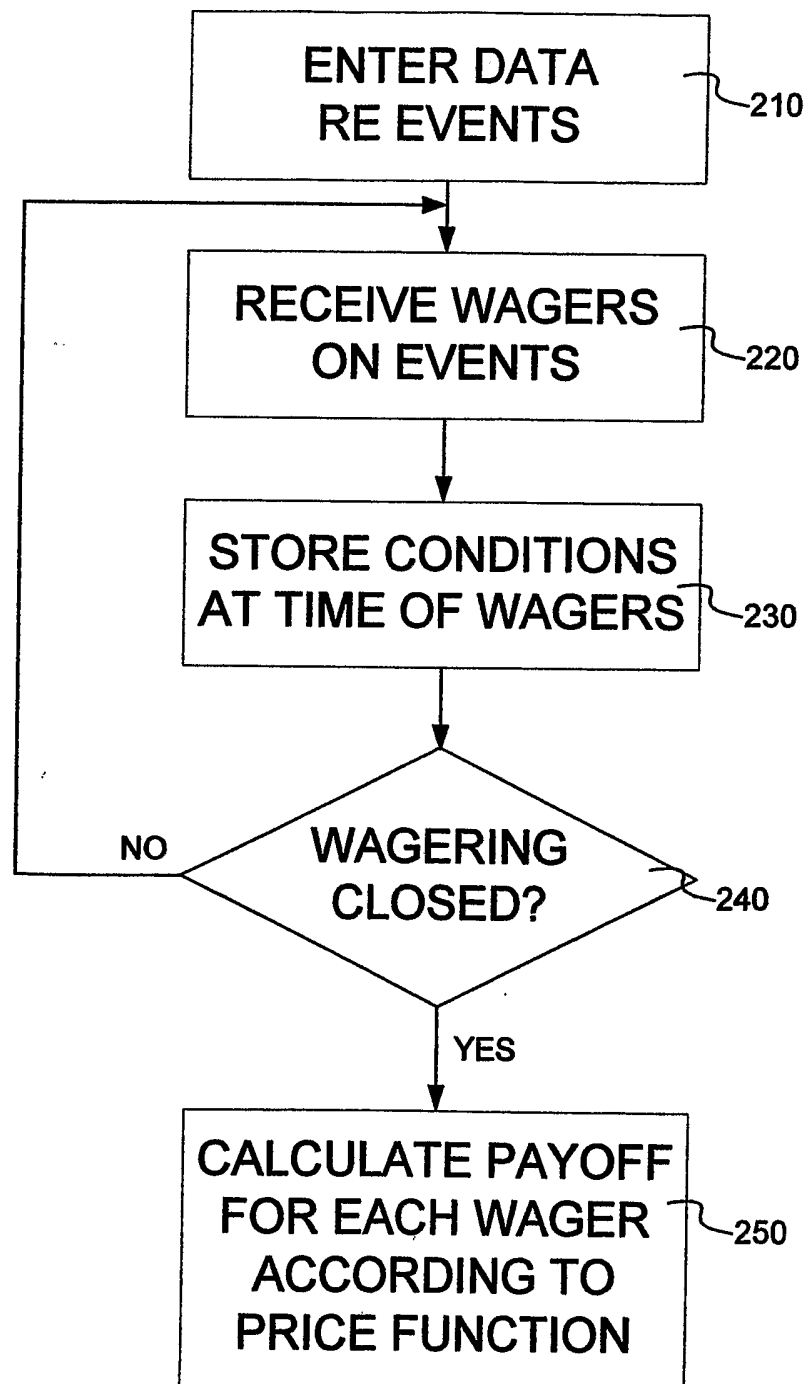 ENTER DATA
RE EVENTS
210
RECEIVE WAGERS
ON EVENTS
220
STORE CONDITIONS
AT TIME OF WAGERS
230
NO
WAGERING
CLOSED?
240
YES
CALCULATE PAYOFF
FOR EACH WAGER
250
ACCORDING TO
PRICE FUNCTION